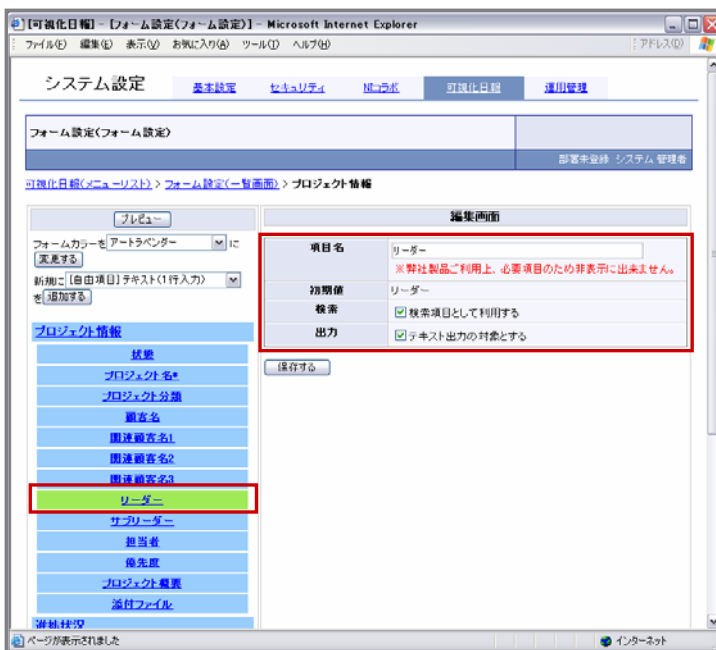 [可視化日報] - [フォーム設定(フォーム設定)] - Microsoft Internet Explorer
ファイル(F) 編集(E) 表示(V) お気に入り(A) ツール(T) ヘルプ(H) アドレス(D)
システム設定 基本設定 セキュリティ NIコラボ 可視化日報 運用管理
フォーム設定(フォーム設定)
部署未登録 システム 管理者
可視化日報(メニューリスト) > フォーム設定(一覧画面) > プロジェクト情報
プレビュー
フォームカラーを アートラベンダー に
変更する
新規に [自由項目]テキスト(1行入力)
を 追加する
プロジェクト情報
状態
プロジェクト名*
プロジェクト分類
顧客名
関連顧客名1
関連顧客名2
関連顧客名3
リーダー
サブリーダー
担当者
優先度
プロジェクト概要
添付ファイル
進捗状況
編集画面
項目名 リーダー
※弊社製品ご利用上、必要項目のため非表示に出来ません。
初期値 リーダー
検索 検索項目として利用する
出力 テキスト出力の対象とする
保存する
ページが表示されました インターネット